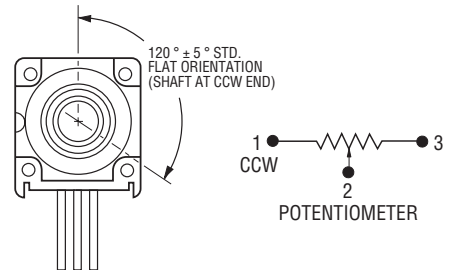 120 ° ± 5 ° STD.
FLAT ORIENTATION
(SHAFT AT CCW END)
1
3
CCW
2
POTENTIOMETER